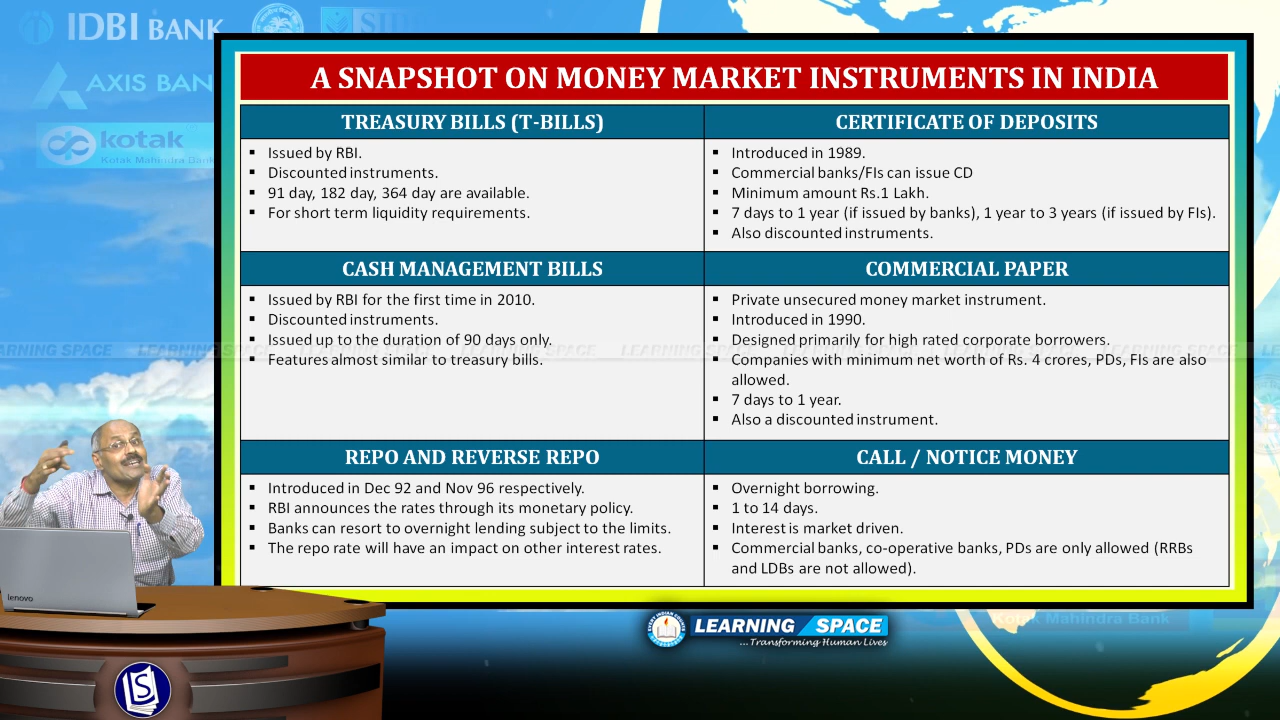 IDBI BANK
AXIS BANK
kotak
Kotak Mahindra Bank
A SNAPSHOT ON MONEY MARKET INSTRUMENTS IN INDIA
TREASURY BILLS (T-BILLS)
▪ Issued by RBI.
▪ Discounted instruments.
▪ 91 day, 182 day, 364 day are available.
▪ For short term liquidity requirements.
CERTIFICATE OF DEPOSITS
▪ Introduced in 1989.
▪ Commercial banks/FIs can issue CD
▪ Minimum amount Rs.1 Lakh.
▪ 7 days to 1 year (if issued by banks), 1 year to 3 years (if issued by FIs).
▪ Also discounted instruments.
CASH MANAGEMENT BILLS
▪ Issued by RBI for the first time in 2010.
▪ Discounted instruments.
▪ Issued up to the duration of 90 days only.
▪ Features almost similar to treasury bills.
COMMERCIAL PAPER
▪ Private unsecured money market instrument.
▪ Introduced in 1990.
▪ Designed primarily for high rated corporate borrowers.
▪ Companies with minimum net worth of Rs. 4 crores, PDs, FIs are also
allowed.
▪ 7 days to 1 year.
▪ Also a discounted instrument.
REPO AND REVERSE REPO
▪ Introduced in Dec 92 and Nov 96 respectively.
▪ RBI announces the rates through its monetary policy.
▪ Banks can resort to overnight lending subject to the limits.
▪ The repo rate will have an impact on other interest rates.
CALL / NOTICE MONEY
▪ Overnight borrowing.
▪ 1 to 14 days.
▪ Interest is market driven.
▪ Commercial banks, co-operative banks, PDs are only allowed (RRBs
and LDBs are not allowed).
LEARNING SPACE
lenovo
LEARNING SPACE
...Transforming Human Lives
Kotak Mahindra Bank
LS